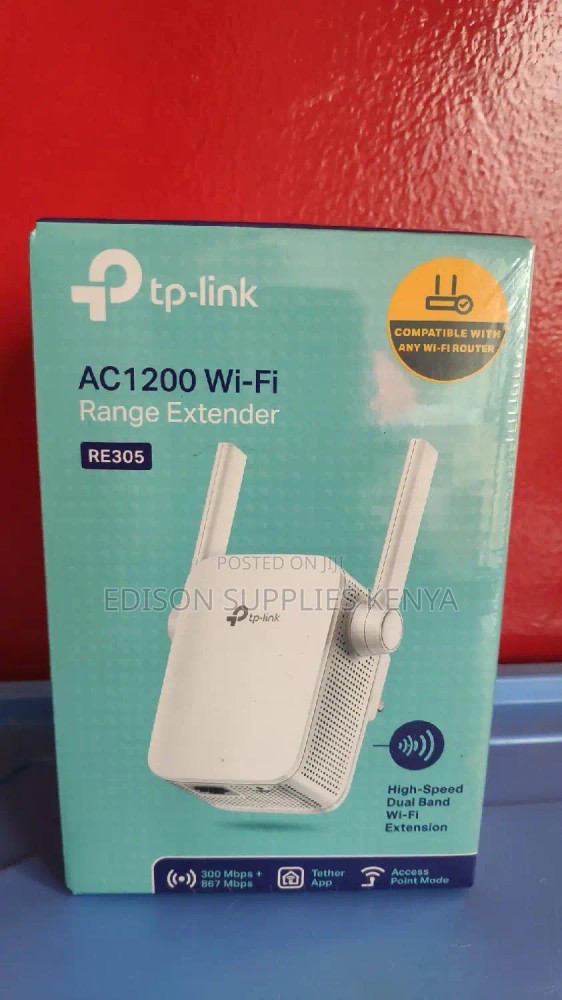 tp-link
COMPATIBLE WITH
ANY WI-FI ROUTER
AC1200 Wi-Fi
Range Extender
RE305
POSTED ON JIJI
EDISON SUPPLIES KENYA
tp-link
High-Speed
Dual Band
Wi-Fi
Extension
300 Mbps +
867 Mbps
Tether
App
Access
Point Mode